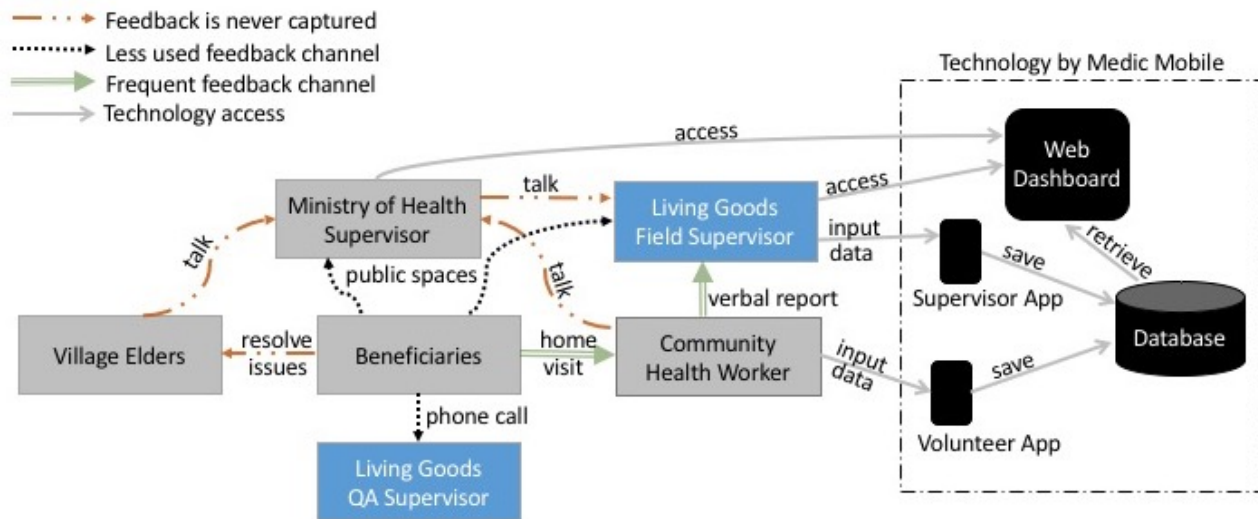 Feedback is never captured
Less used feedback channel
Frequent feedback channel
Technology access
Technology by Medic Mobile
access
Web
Dashboard
talk
Ministry of Health
Supervisor
Living Goods
Field Supervisor
access
input
data
retrieve
save
talk
public spaces
talk
verbal report
Supervisor App
Database
Village Elders
resolve
issues
Beneficiaries
home
visit
Community
Health Worker
input
data
save
Volunteer App
phone call
Living Goods
QA Supervisor